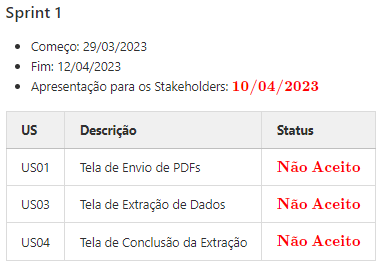 Sprint 1
Começo: 29/03/2023
Fim: 12/04/2023
Apresentação para os Stakeholders: 10/04/2023
US Descrição Status
US01 Tela de Envio de PDFs Não Aceito
US03 Tela de Extração de Dados Não Aceito
US04 Tela de Conclusão da Extração Não Aceito